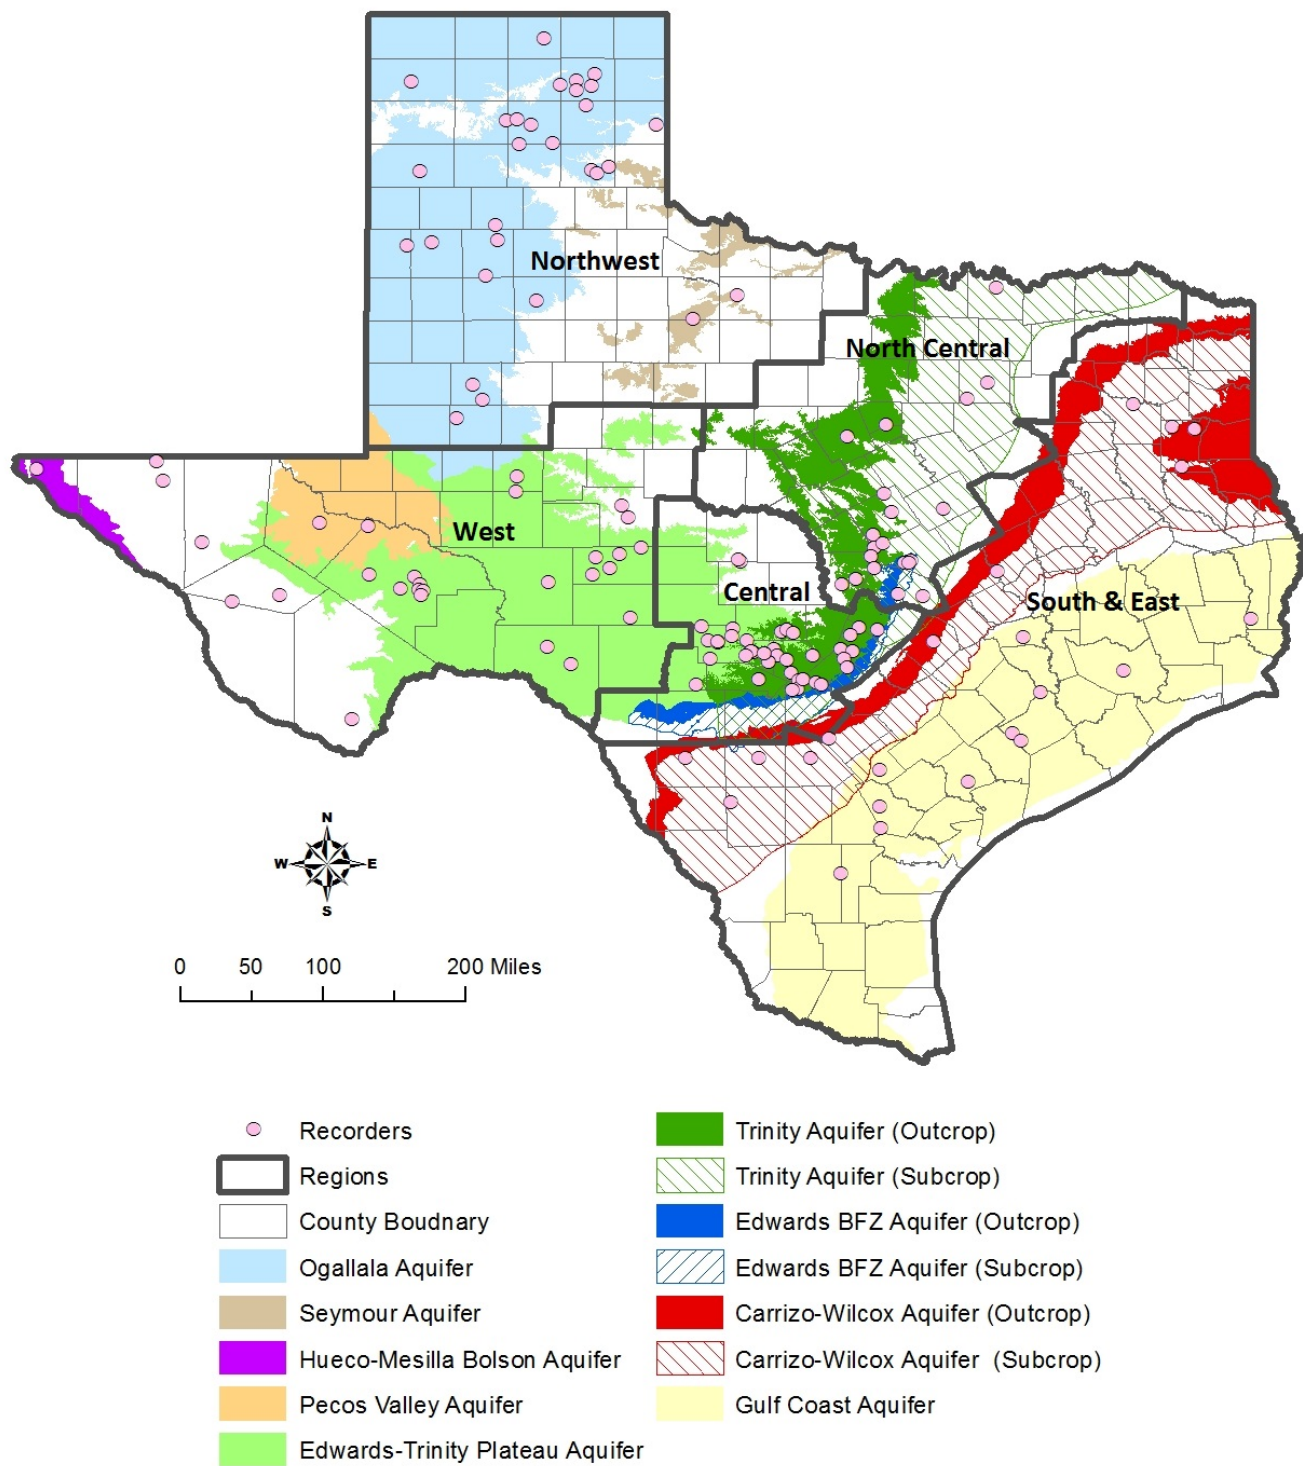 Northwest
North Central
West
Central
South & East
N
W E
S
0 50 100 200 Miles
Recorders
Regions
County Boudnary
Ogallala Aquifer
Seymour Aquifer
Hueco-Mesilla Bolson Aquifer
Pecos Valley Aquifer
Edwards-Trinity Plateau Aquifer
Trinity Aquifer (Outcrop)
Trinity Aquifer (Subcrop)
Edwards BFZ Aquifer (Outcrop)
Edwards BFZ Aquifer (Subcrop)
Carrizo-Wilcox Aquifer (Outcrop)
Carrizo-Wilcox Aquifer (Subcrop)
Gulf Coast Aquifer